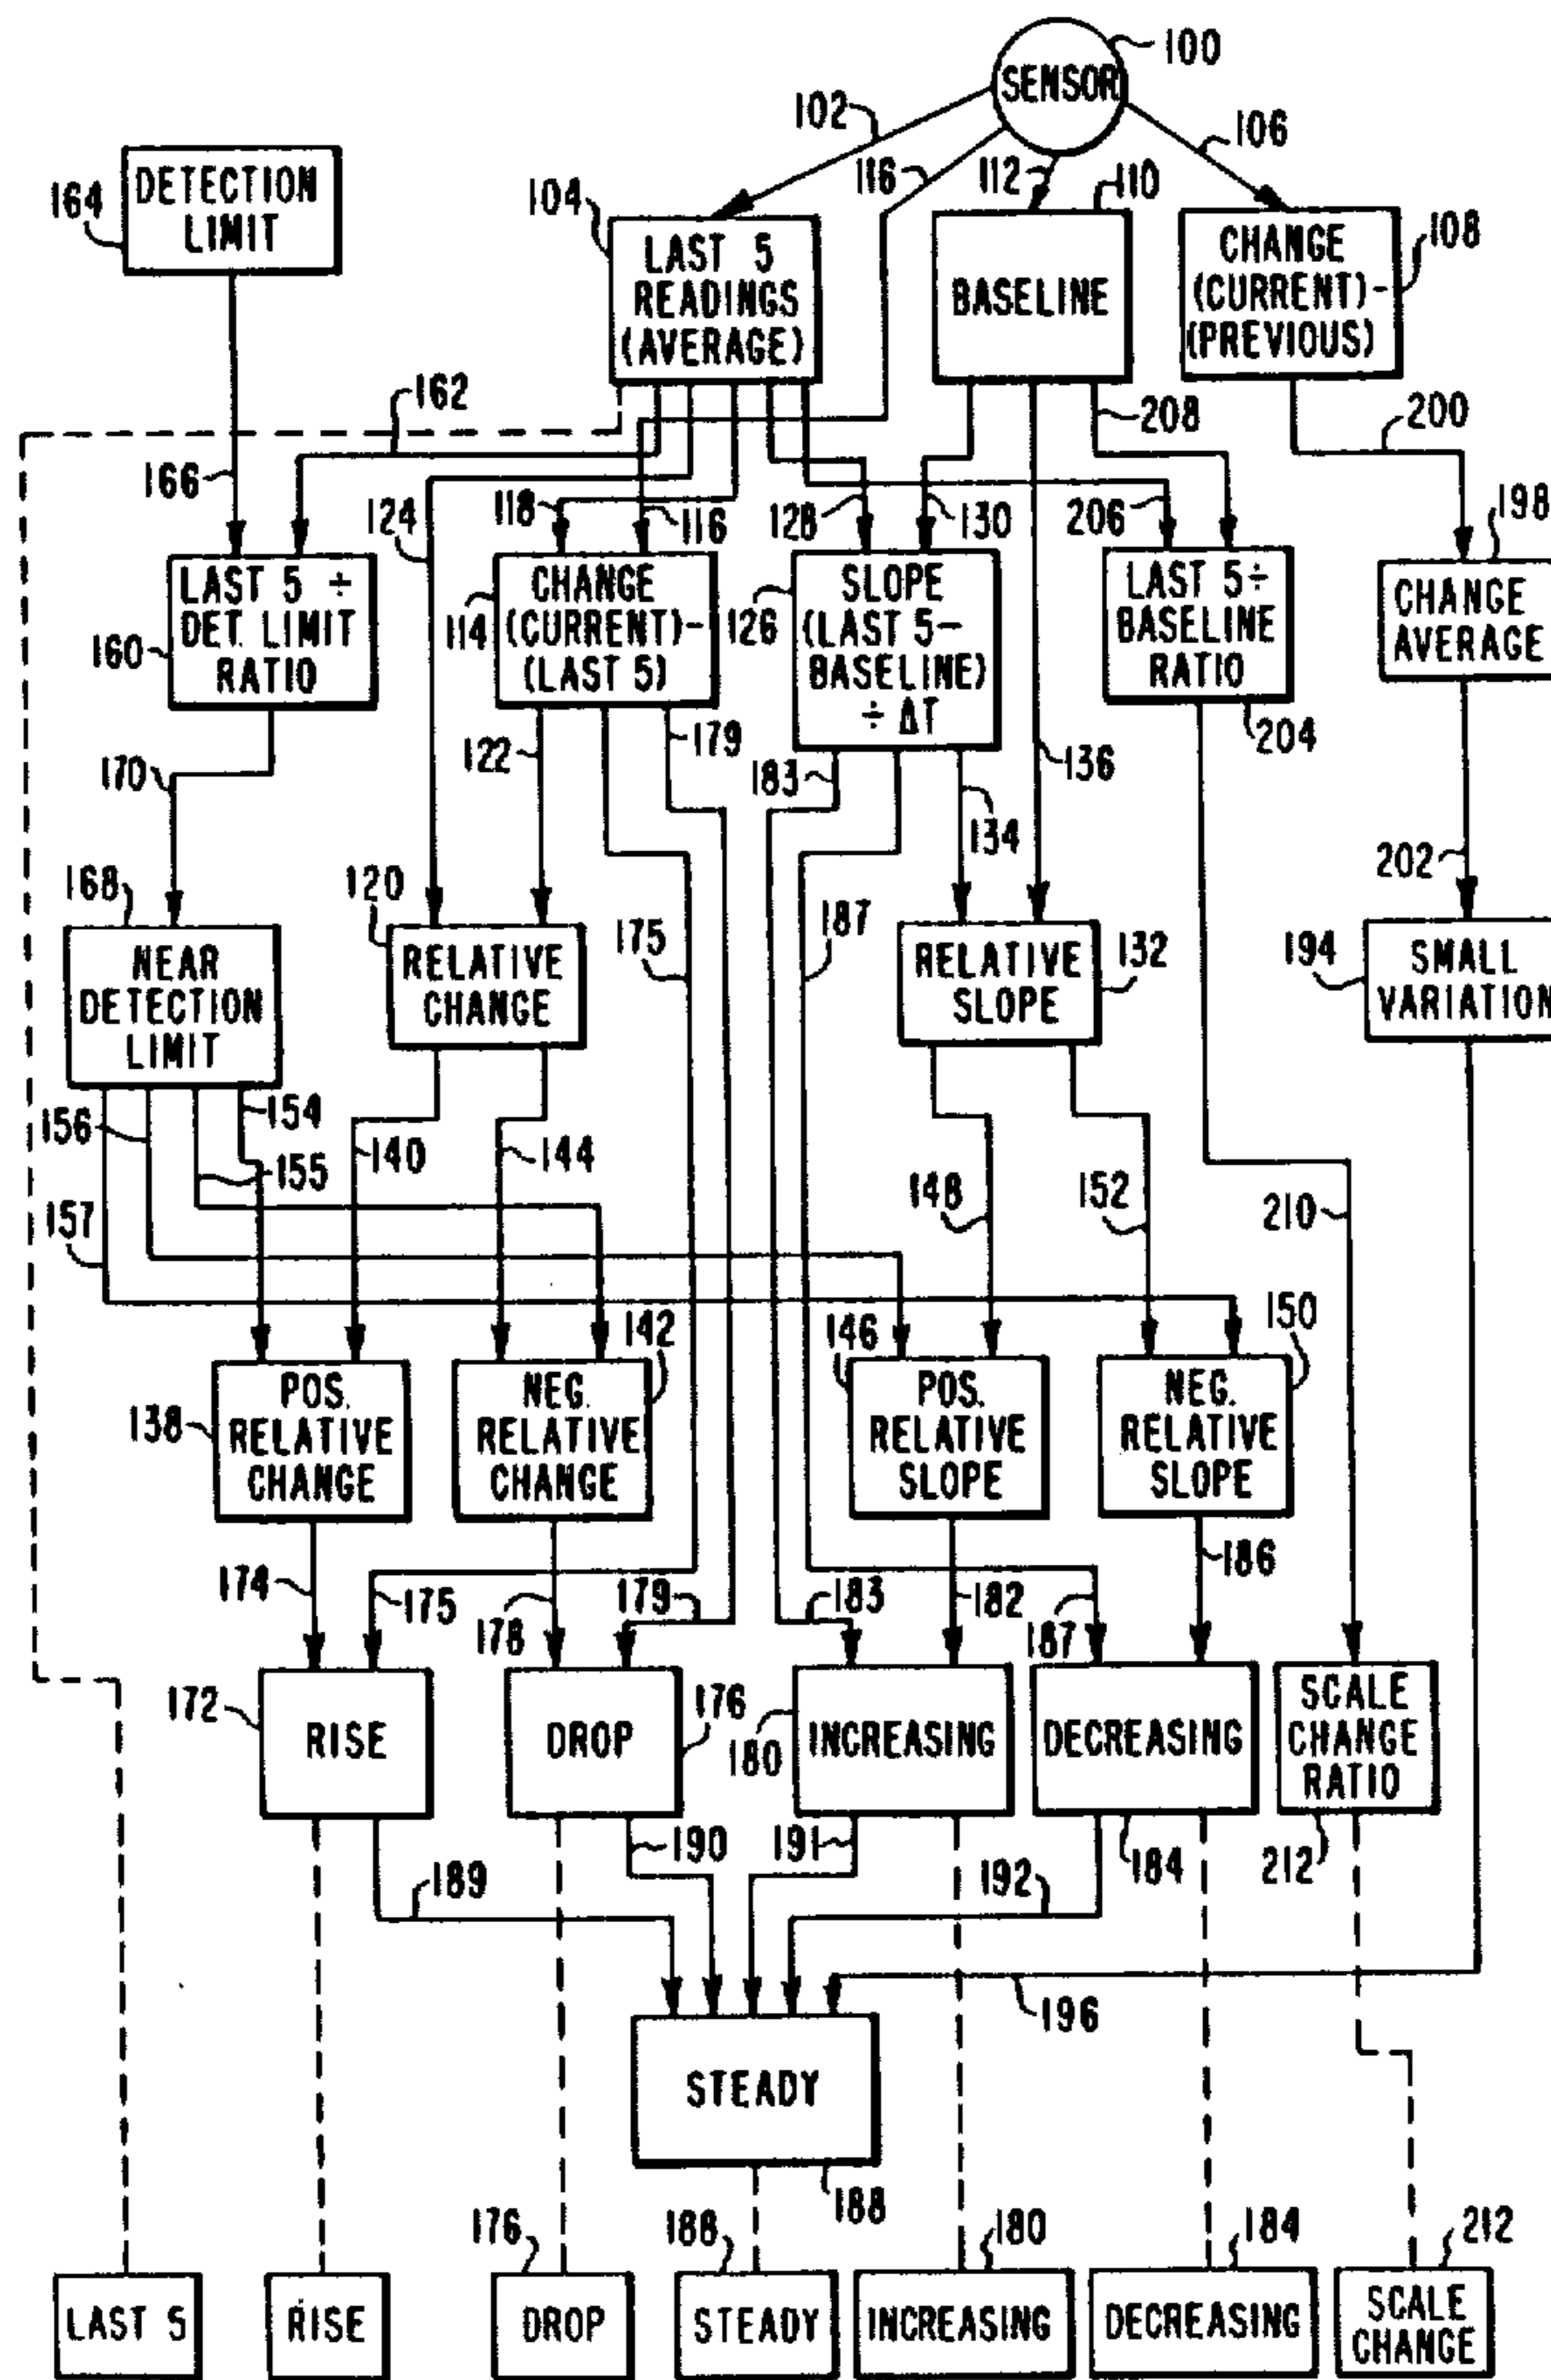 SENSOR
100
102
106
116
112
110
164
DETECTION
LIMIT
104
LAST 5
READINGS
(AVERAGE)
BASELINE
CHANGE
(CURRENT)-
(PREVIOUS)
108
162
208
200
166
124
118
116
128
130
206
198
160
LAST 5 ÷
DET. LIMIT
RATIO
114
CHANGE
(CURRENT)-
(LAST 5)
126
SLOPE
(LAST 5-
BASELINE)
÷ ΔT
LAST 5÷
BASELINE
RATIO
204
CHANGE
AVERAGE
170
122
179
183
136
134
202
168
120
175
187
NEAR
DETECTION
LIMIT
RELATIVE
CHANGE
RELATIVE
SLOPE
132
194
SMALL
VARIATION
156
154
155
140
144
148
152
210
157
142
146
150
138
POS.
RELATIVE
CHANGE
NEG.
RELATIVE
CHANGE
POS.
RELATIVE
SLOPE
NEG.
RELATIVE
SLOPE
174
175
178
179
183
182
187
186
172
RISE
DROP
176
180
INCREASING
DECREASING
SCALE
CHANGE
RATIO
189
190
191
192
184
212
196
STEADY
188
176
188
180
184
212
LAST 5
RISE
DROP
STEADY
INCREASING
DECREASING
SCALE
CHANGE